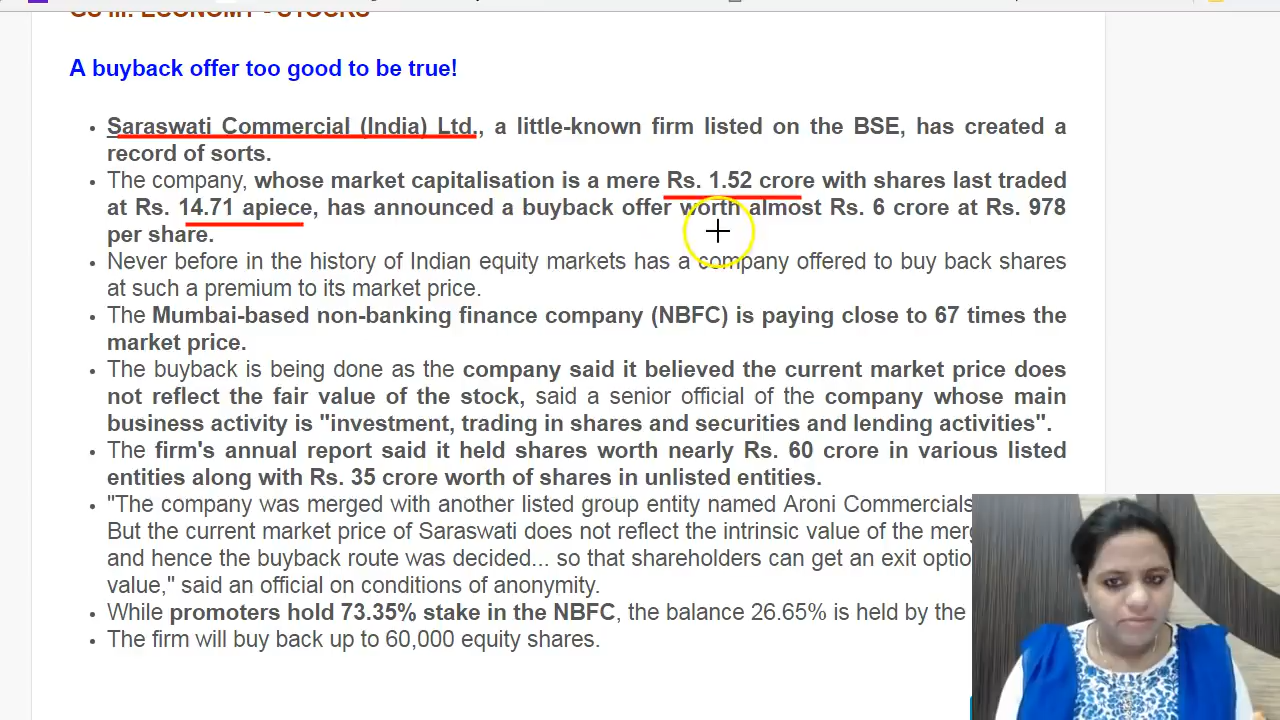 GS III: ECONOMY - STOCKS
A buyback offer too good to be true!
Saraswati Commercial (India) Ltd., a little-known firm listed on the BSE, has created a
record of sorts.
The company, whose market capitalisation is a mere Rs. 1.52 crore with shares last traded
at Rs. 14.71 apiece, has announced a buyback offer worth almost Rs. 6 crore at Rs. 978
per share.
Never before in the history of Indian equity markets has a company offered to buy back shares
at such a premium to its market price.
The Mumbai-based non-banking finance company (NBFC) is paying close to 67 times the
market price.
The buyback is being done as the company said it believed the current market price does
not reflect the fair value of the stock, said a senior official of the company whose main
business activity is "investment, trading in shares and securities and lending activities".
The firm's annual report said it held shares worth nearly Rs. 60 crore in various listed
entities along with Rs. 35 crore worth of shares in unlisted entities.
"The company was merged with another listed group entity named Aroni Commercials
But the current market price of Saraswati does not reflect the intrinsic value of the
and hence the buyback route was decided... so that shareholders can get an exit
value," said an official on conditions of anonymity.
While promoters hold 73.35% stake in the NBFC, the balance 26.65% is held by the
The firm will buy back up to 60,000 equity shares.